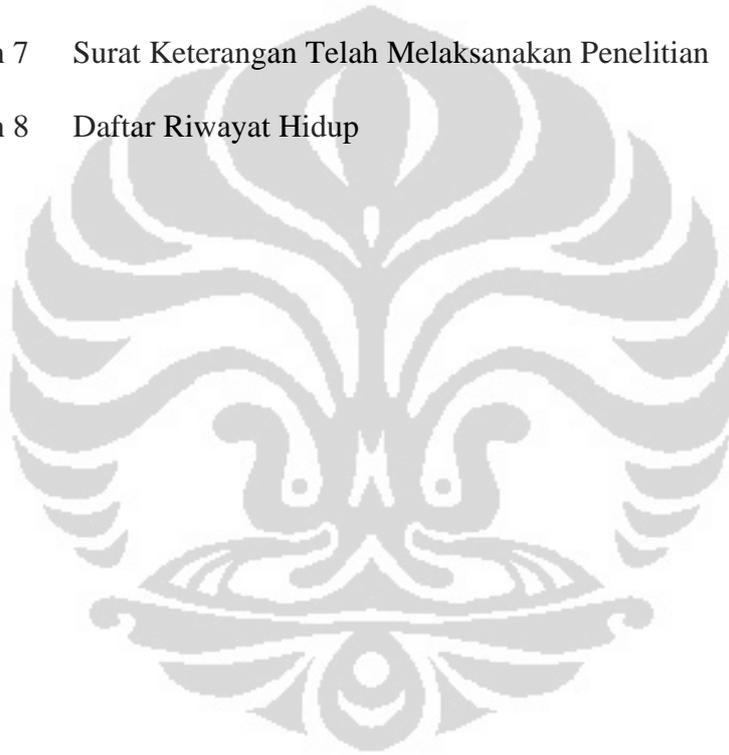 n 7 Surat Keterangan Telah Melaksanakan Penelitian
n 8 Daftar Riwayat Hidup